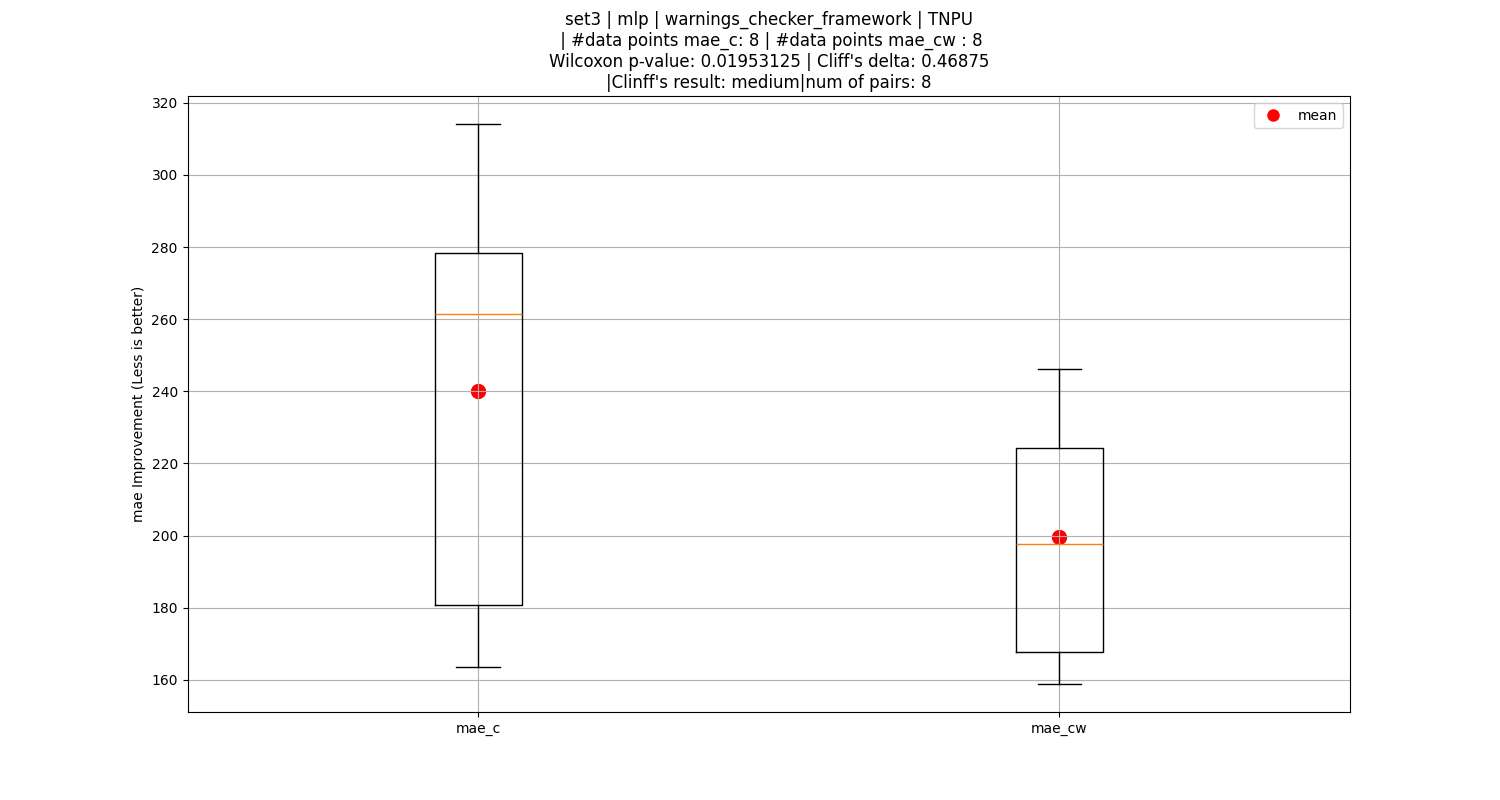 set3 | mlp | warnings_checker_framework | TNPU
| #data points mae_c: 8 | #data points mae_cw : 8
Wilcoxon p-value: 0.01953125 | Cliff's delta: 0.46875
|Clinff's result: medium|num of pairs: 8
mean
mae Improvement (Less is better)
320
300
280
260
240
220
200
180
160
mae_c
mae_cw